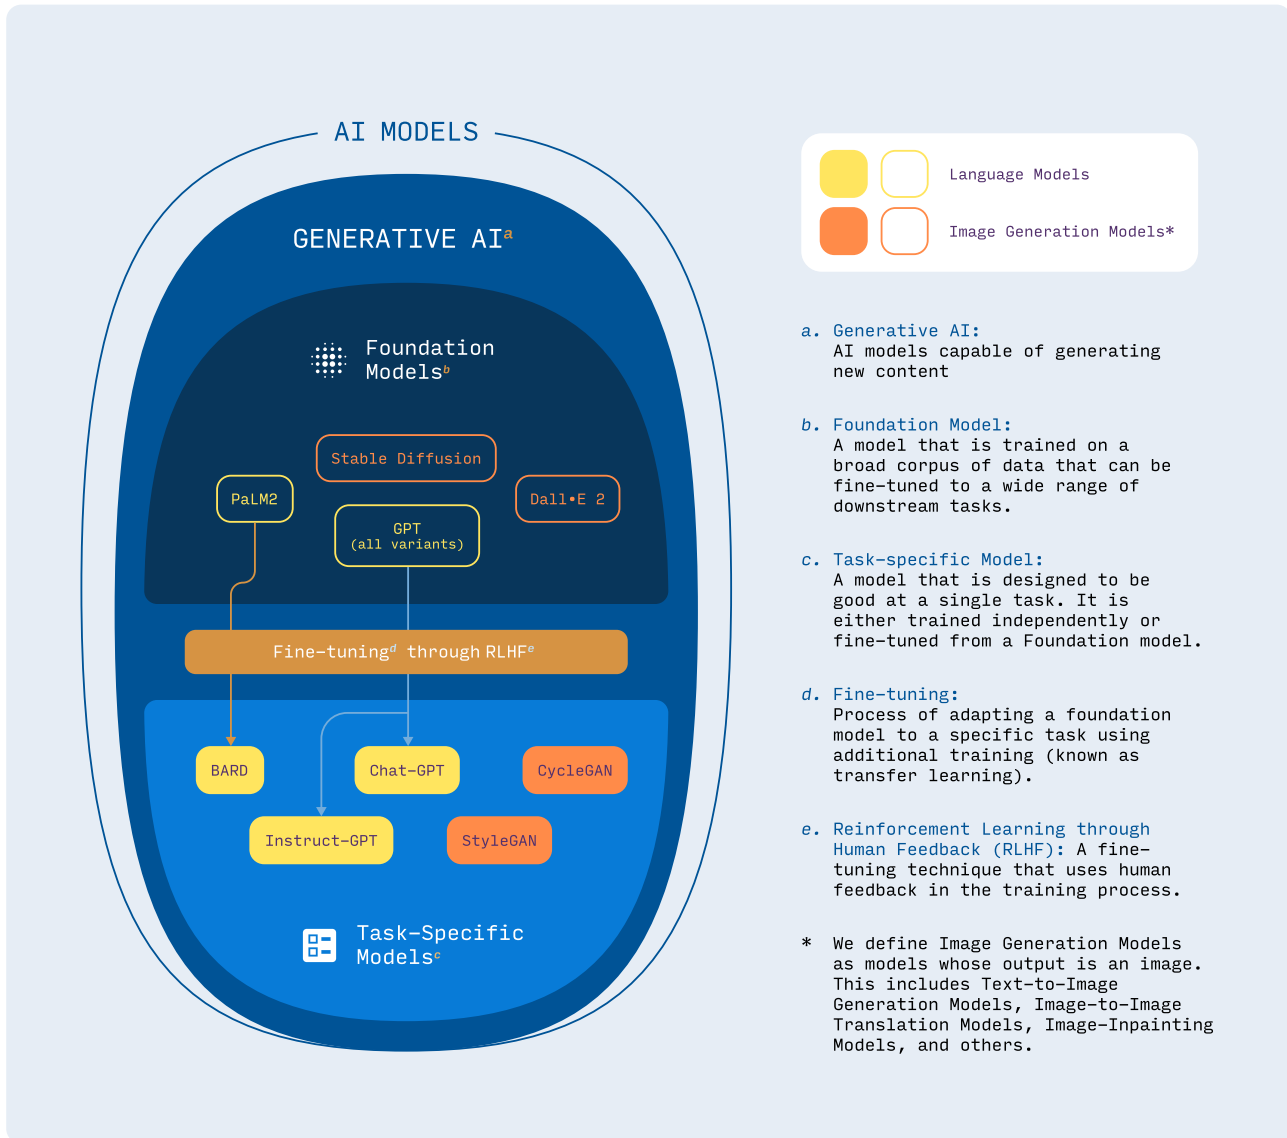 AI MODELS
GENERATIVE AIa
Foundation
Modelsb
Stable Diffusion
PaLM2
Dall•E 2
GPT
(all variants)
Fine-tuningd through RLHFe
BARD
Chat-GPT
CycleGAN
Instruct-GPT
StyleGAN
Task-Specific
Modelsc
Language Models
Image Generation Models*
a. Generative AI:
AI models capable of generating
new content
b. Foundation Model:
A model that is trained on a
broad corpus of data that can be
fine-tuned to a wide range of
downstream tasks.
c. Task-specific Model:
A model that is designed to be
good at a single task. It is
either trained independently or
fine-tuned from a Foundation model.
d. Fine-tuning:
Process of adapting a foundation
model to a specific task using
additional training (known as
transfer learning).
e. Reinforcement Learning through
Human Feedback (RLHF): A fine-
tuning technique that uses human
feedback in the training process.
* We define Image Generation Models
as models whose output is an image.
This includes Text-to-Image
Generation Models, Image-to-Image
Translation Models, Image-Inpainting
Models, and others.